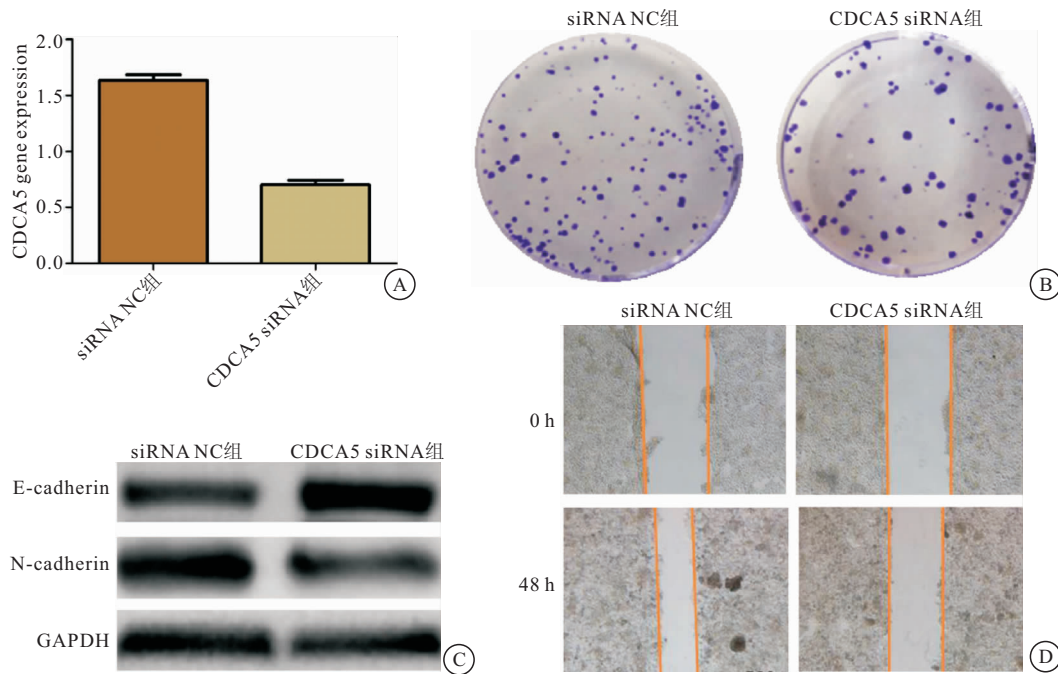 2.0
1.5
1.0
0.5
0.0
CDCA5 gene expression
siRNA NC组
CDCA5 siRNA组
A
siRNA NC组 CDCA5 siRNA组
B
siRNA NC组 CDCA5 siRNA组
E-cadherin
N-cadherin
GAPDH
C
siRNA NC组 CDCA5 siRNA组
0 h
48 h
D